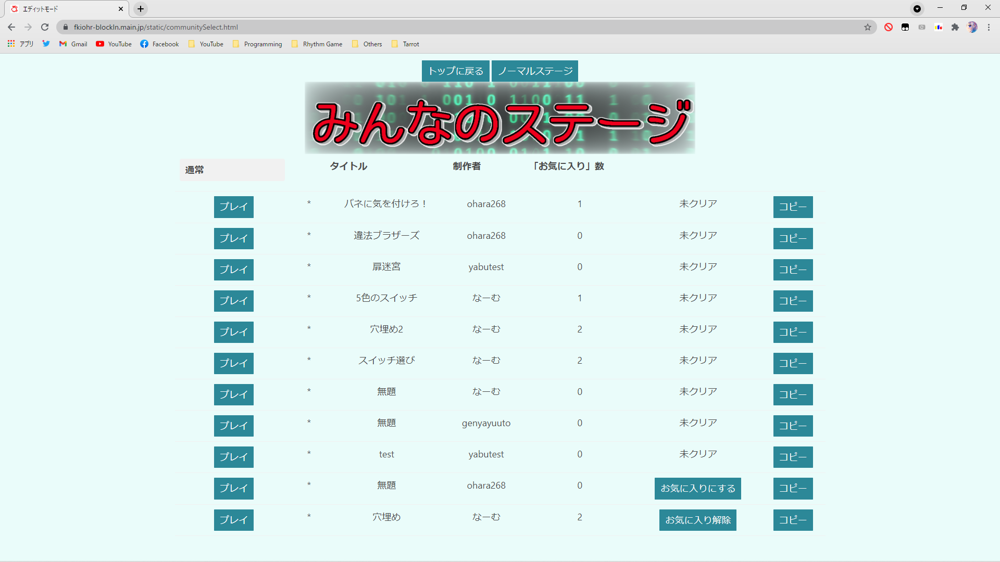 エディットモード
fkiohr-blockln.main.jp/static/communitySelect.html
アプリ Gmail YouTube Facebook YouTube Programming Rhythm Game Others Tarrot
トップに戻る ノーマルステージ
みんなのステージ
通常 タイトル 制作者 「お気に入り」数
プレイ * バネに気を付けろ！ ohara268 1 未クリア コピー
プレイ * 違法ブラザーズ ohara268 0 未クリア コピー
プレイ * 扉迷宮 yabutest 0 未クリア コピー
プレイ * 5色のスイッチ なーむ 1 未クリア コピー
プレイ * 穴埋め2 なーむ 2 未クリア コピー
プレイ * スイッチ選び なーむ 2 未クリア コピー
プレイ * 無題 なーむ 0 未クリア コピー
プレイ * 無題 genyayuuto 0 未クリア コピー
プレイ * test yabutest 0 未クリア コピー
プレイ * 無題 ohara268 0 お気に入りにする コピー
プレイ * 穴埋め なーむ 2 お気に入り解除 コピー